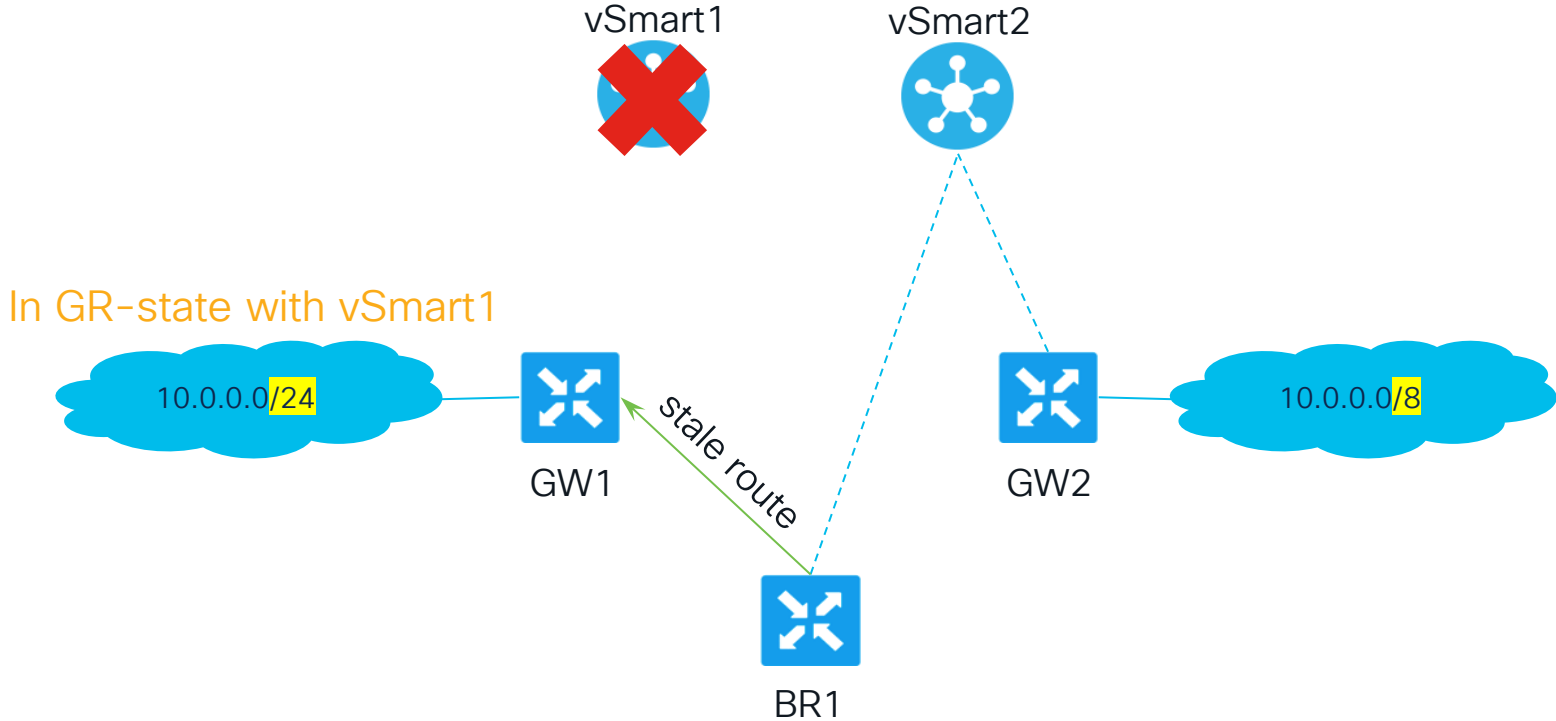 vSmart1
vSmart2
In GR-state with vSmart1
10.0.0.0/24
stale route
10.0.0.0/8
GW1
GW2
BR1